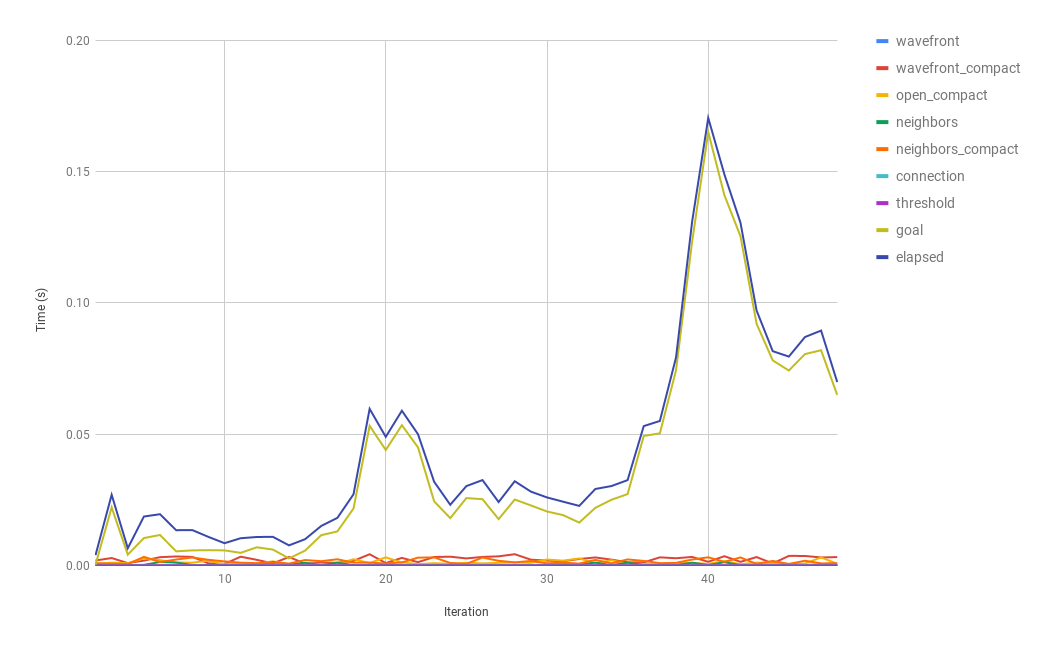 0.20
0.15
0.10
0.05
0.00
Time (s)
10
20
30
40
Iteration
wavefront
wavefront_compact
open_compact
neighbors
neighbors_compact
connection
threshold
goal
elapsed